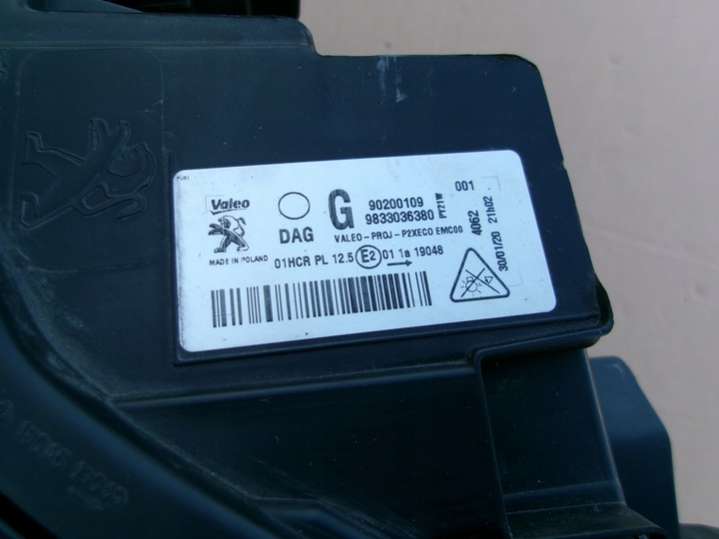 Valeo
MADE IN POLAND
DAG
G
90200109
9833036380
PY21W
001
VALEO-PROJ-P2XECO EMC00
01HCR PL 12.5 E2 01 1a 19048
4062
30/01/20 21h02